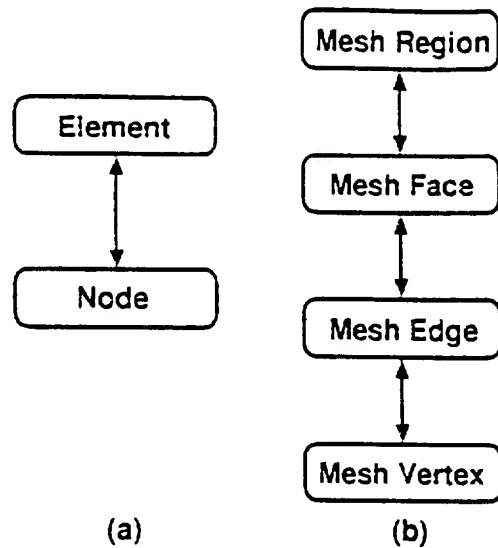 Element
Node
(a)
Mesh Region
Mesh Face
Mesh Edge
Mesh Vertex
(b)